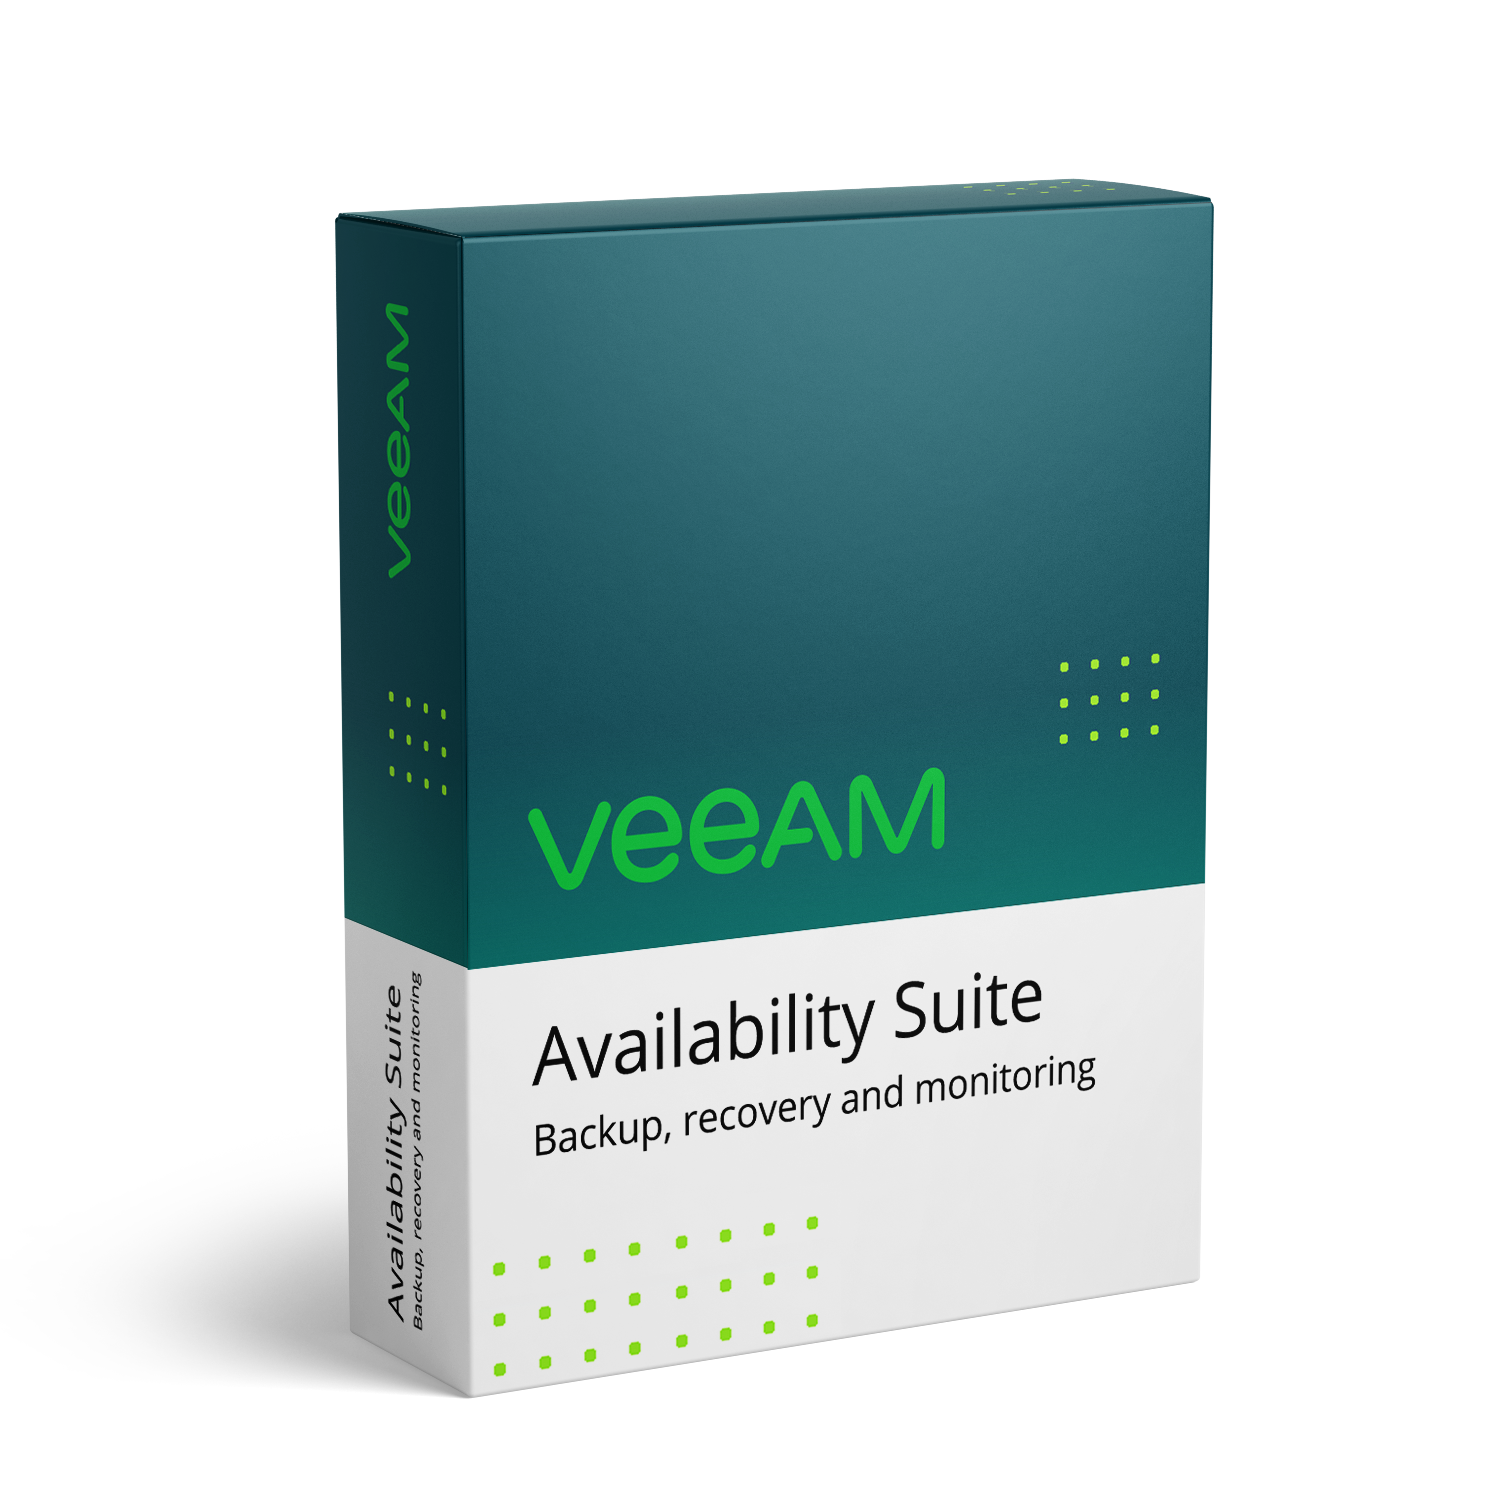 veeAM
Availability Suite
Backup, recovery and monitoring
veeAM
Availability Suite
Backup, recovery and monitoring